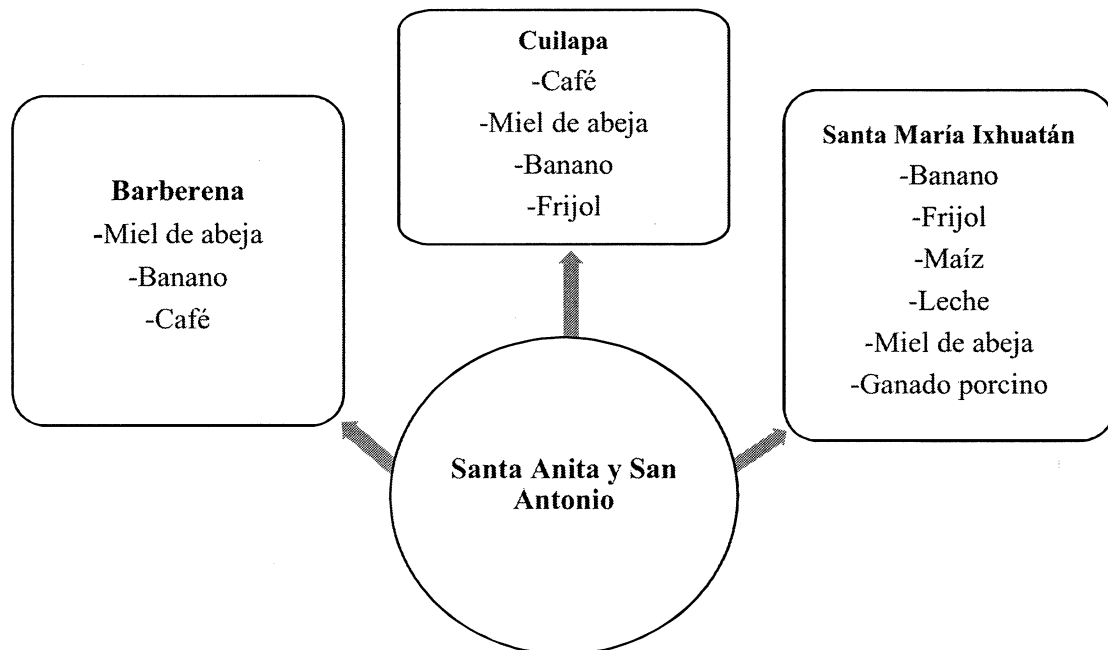 Cuilapa
-Café
-Miel de abeja
-Banano
-Frijol
Barberena
-Miel de abeja
-Banano
-Café
Santa María Ixhuatán
-Banano
-Frijol
-Maíz
-Leche
-Miel de abeja
-Ganado porcino
Santa Anita y San
Antonio